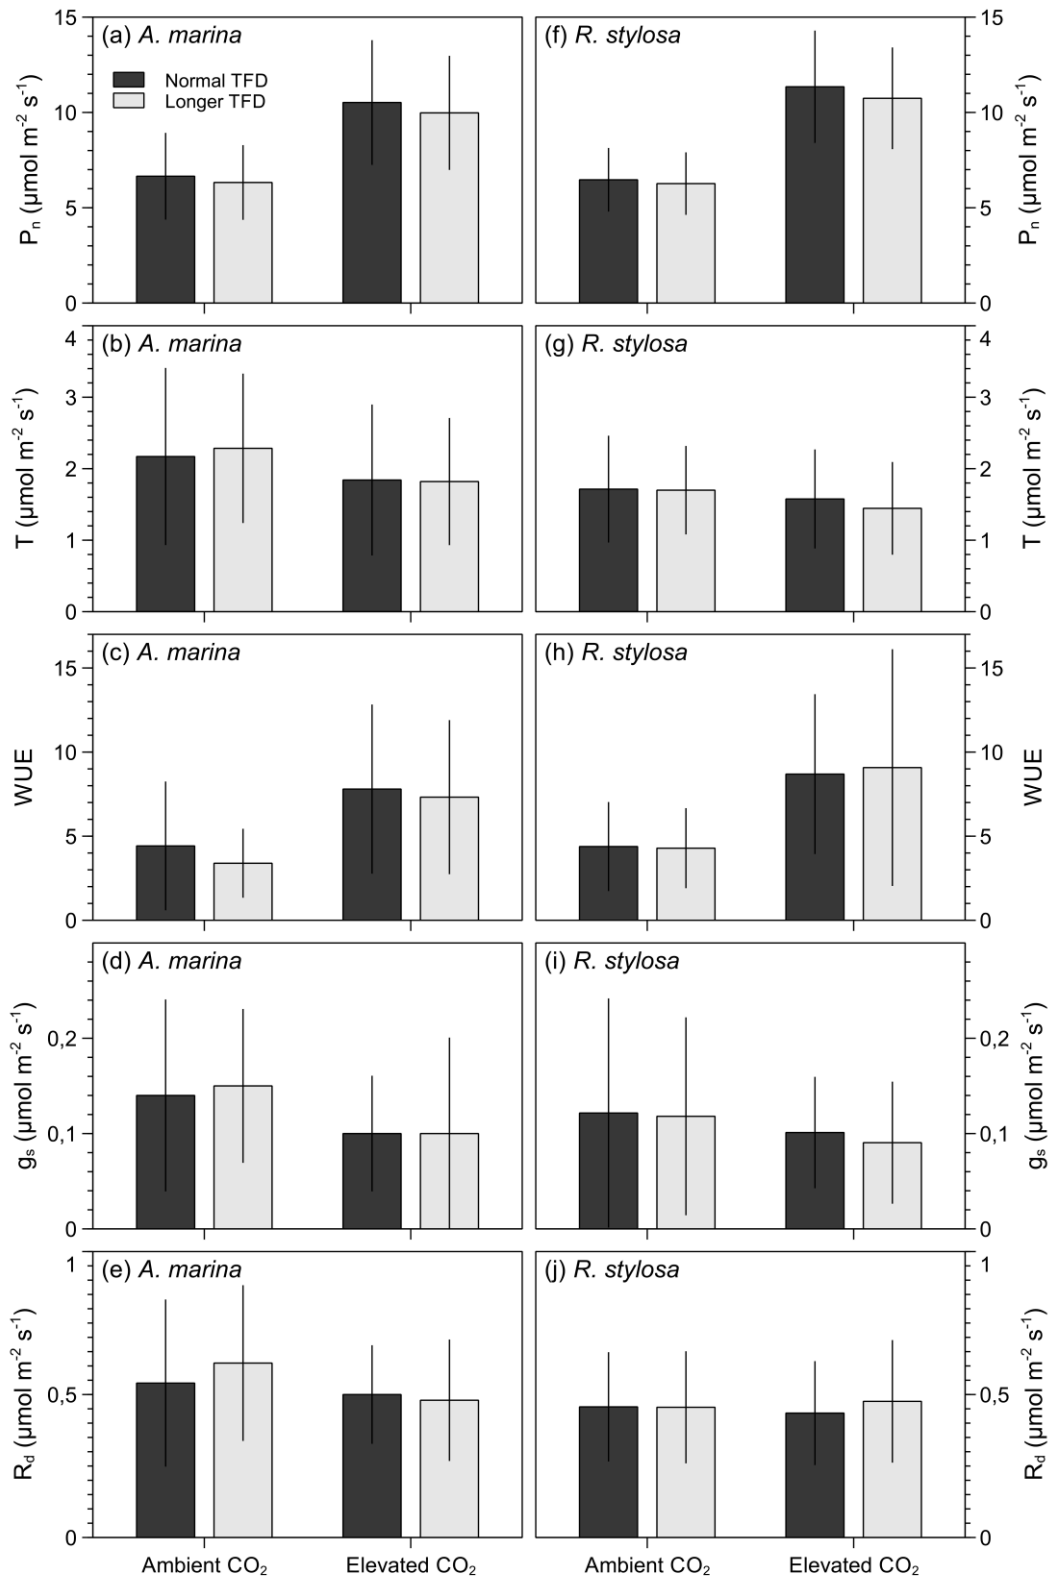 (a) A. marina
Normal TFD
Longer TFD
15
10
5
0
Pₙ (µmol m⁻² s⁻¹)
(f) R. stylosa
15
10
5
0
Pₙ (µmol m⁻² s⁻¹)
(b) A. marina
4
3
2
1
0
T (µmol m⁻² s⁻¹)
(g) R. stylosa
4
3
2
1
0
T (µmol m⁻² s⁻¹)
(c) A. marina
15
10
5
0
WUE
(h) R. stylosa
15
10
5
0
WUE
(d) A. marina
0,2
0,1
0
gₛ (µmol m⁻² s⁻¹)
(i) R. stylosa
0,2
0,1
0
gₛ (µmol m⁻² s⁻¹)
(e) A. marina
1
0,5
0
R_d (µmol m⁻² s⁻¹)
(j) R. stylosa
1
0,5
0
R_d (µmol m⁻² s⁻¹)
Ambient CO₂
Elevated CO₂
Ambient CO₂
Elevated CO₂